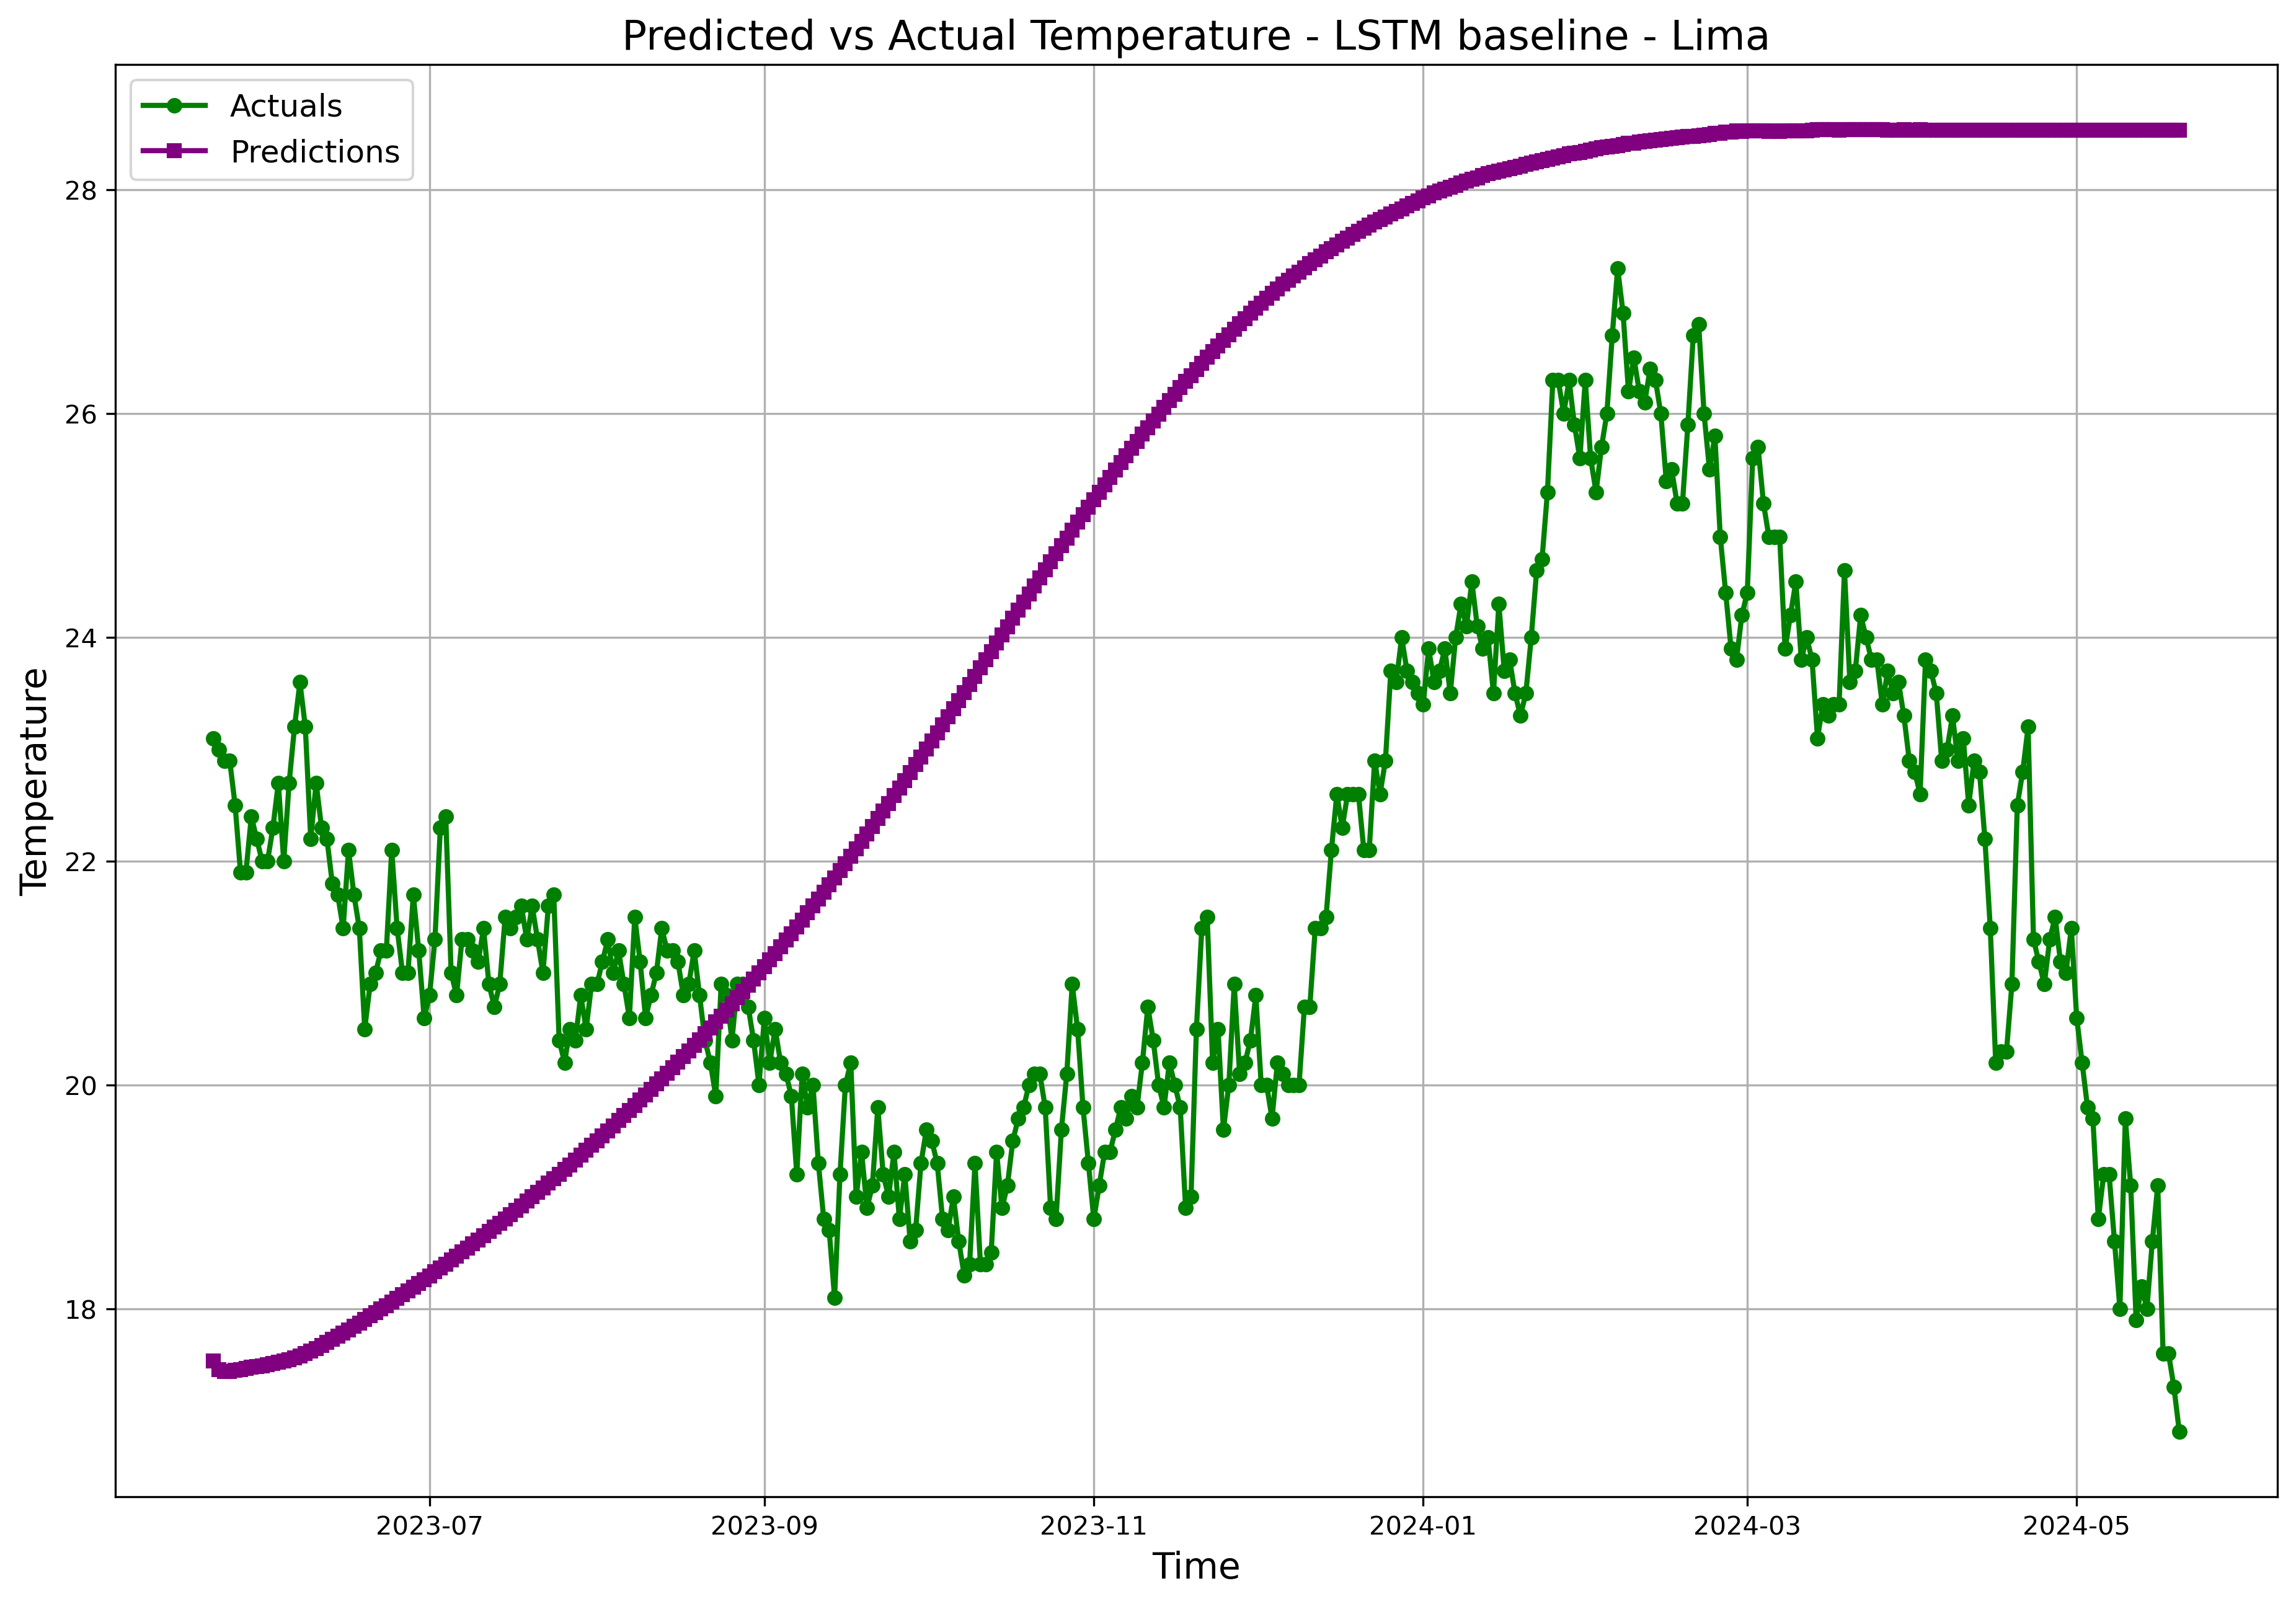 Predicted vs Actual Temperature - LSTM baseline - Lima
Actuals
Predictions
28
26
24
22
20
18
Temperature
2023-07
2023-09
2023-11
2024-01
2024-03
2024-05
Time